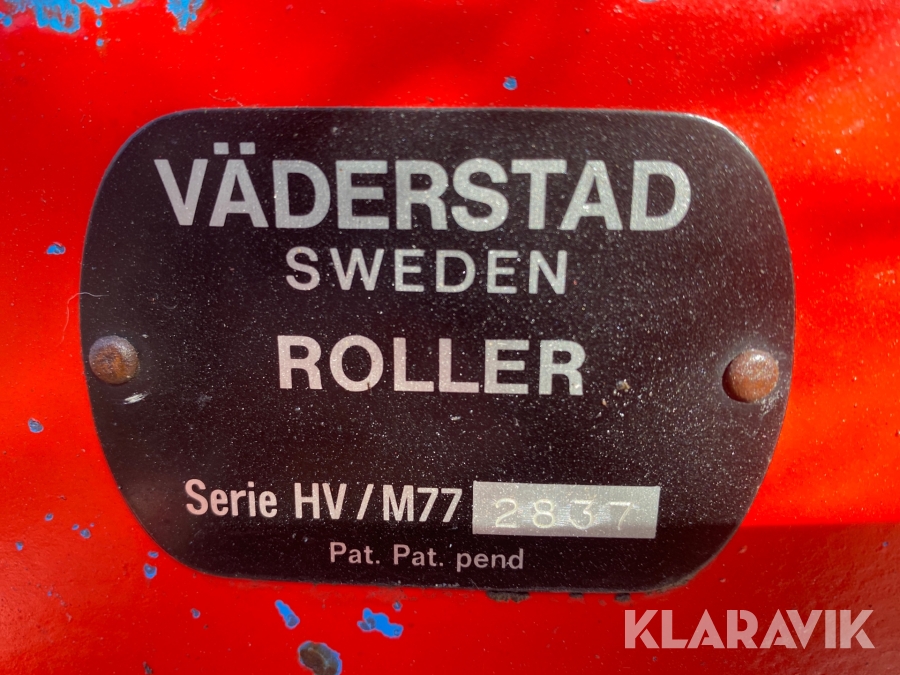 VÄDERSTAD
SWEDEN
ROLLER
Serie HV / M77 2837
Pat. Pat. pend
KLARAVIK